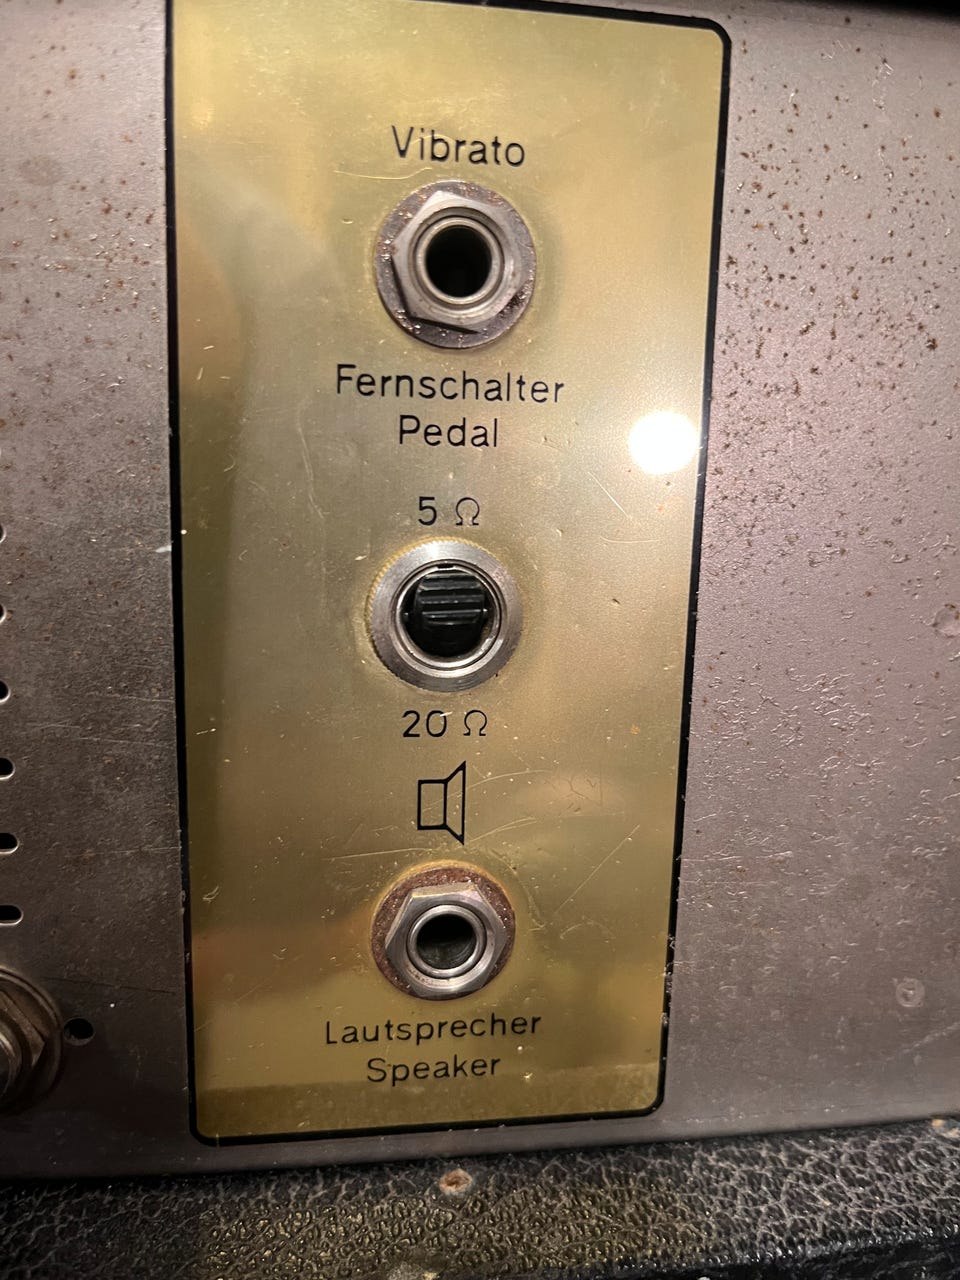 Vibrato
Fernschalter
Pedal
5 Ω
20 Ω
Lautsprecher
Speaker